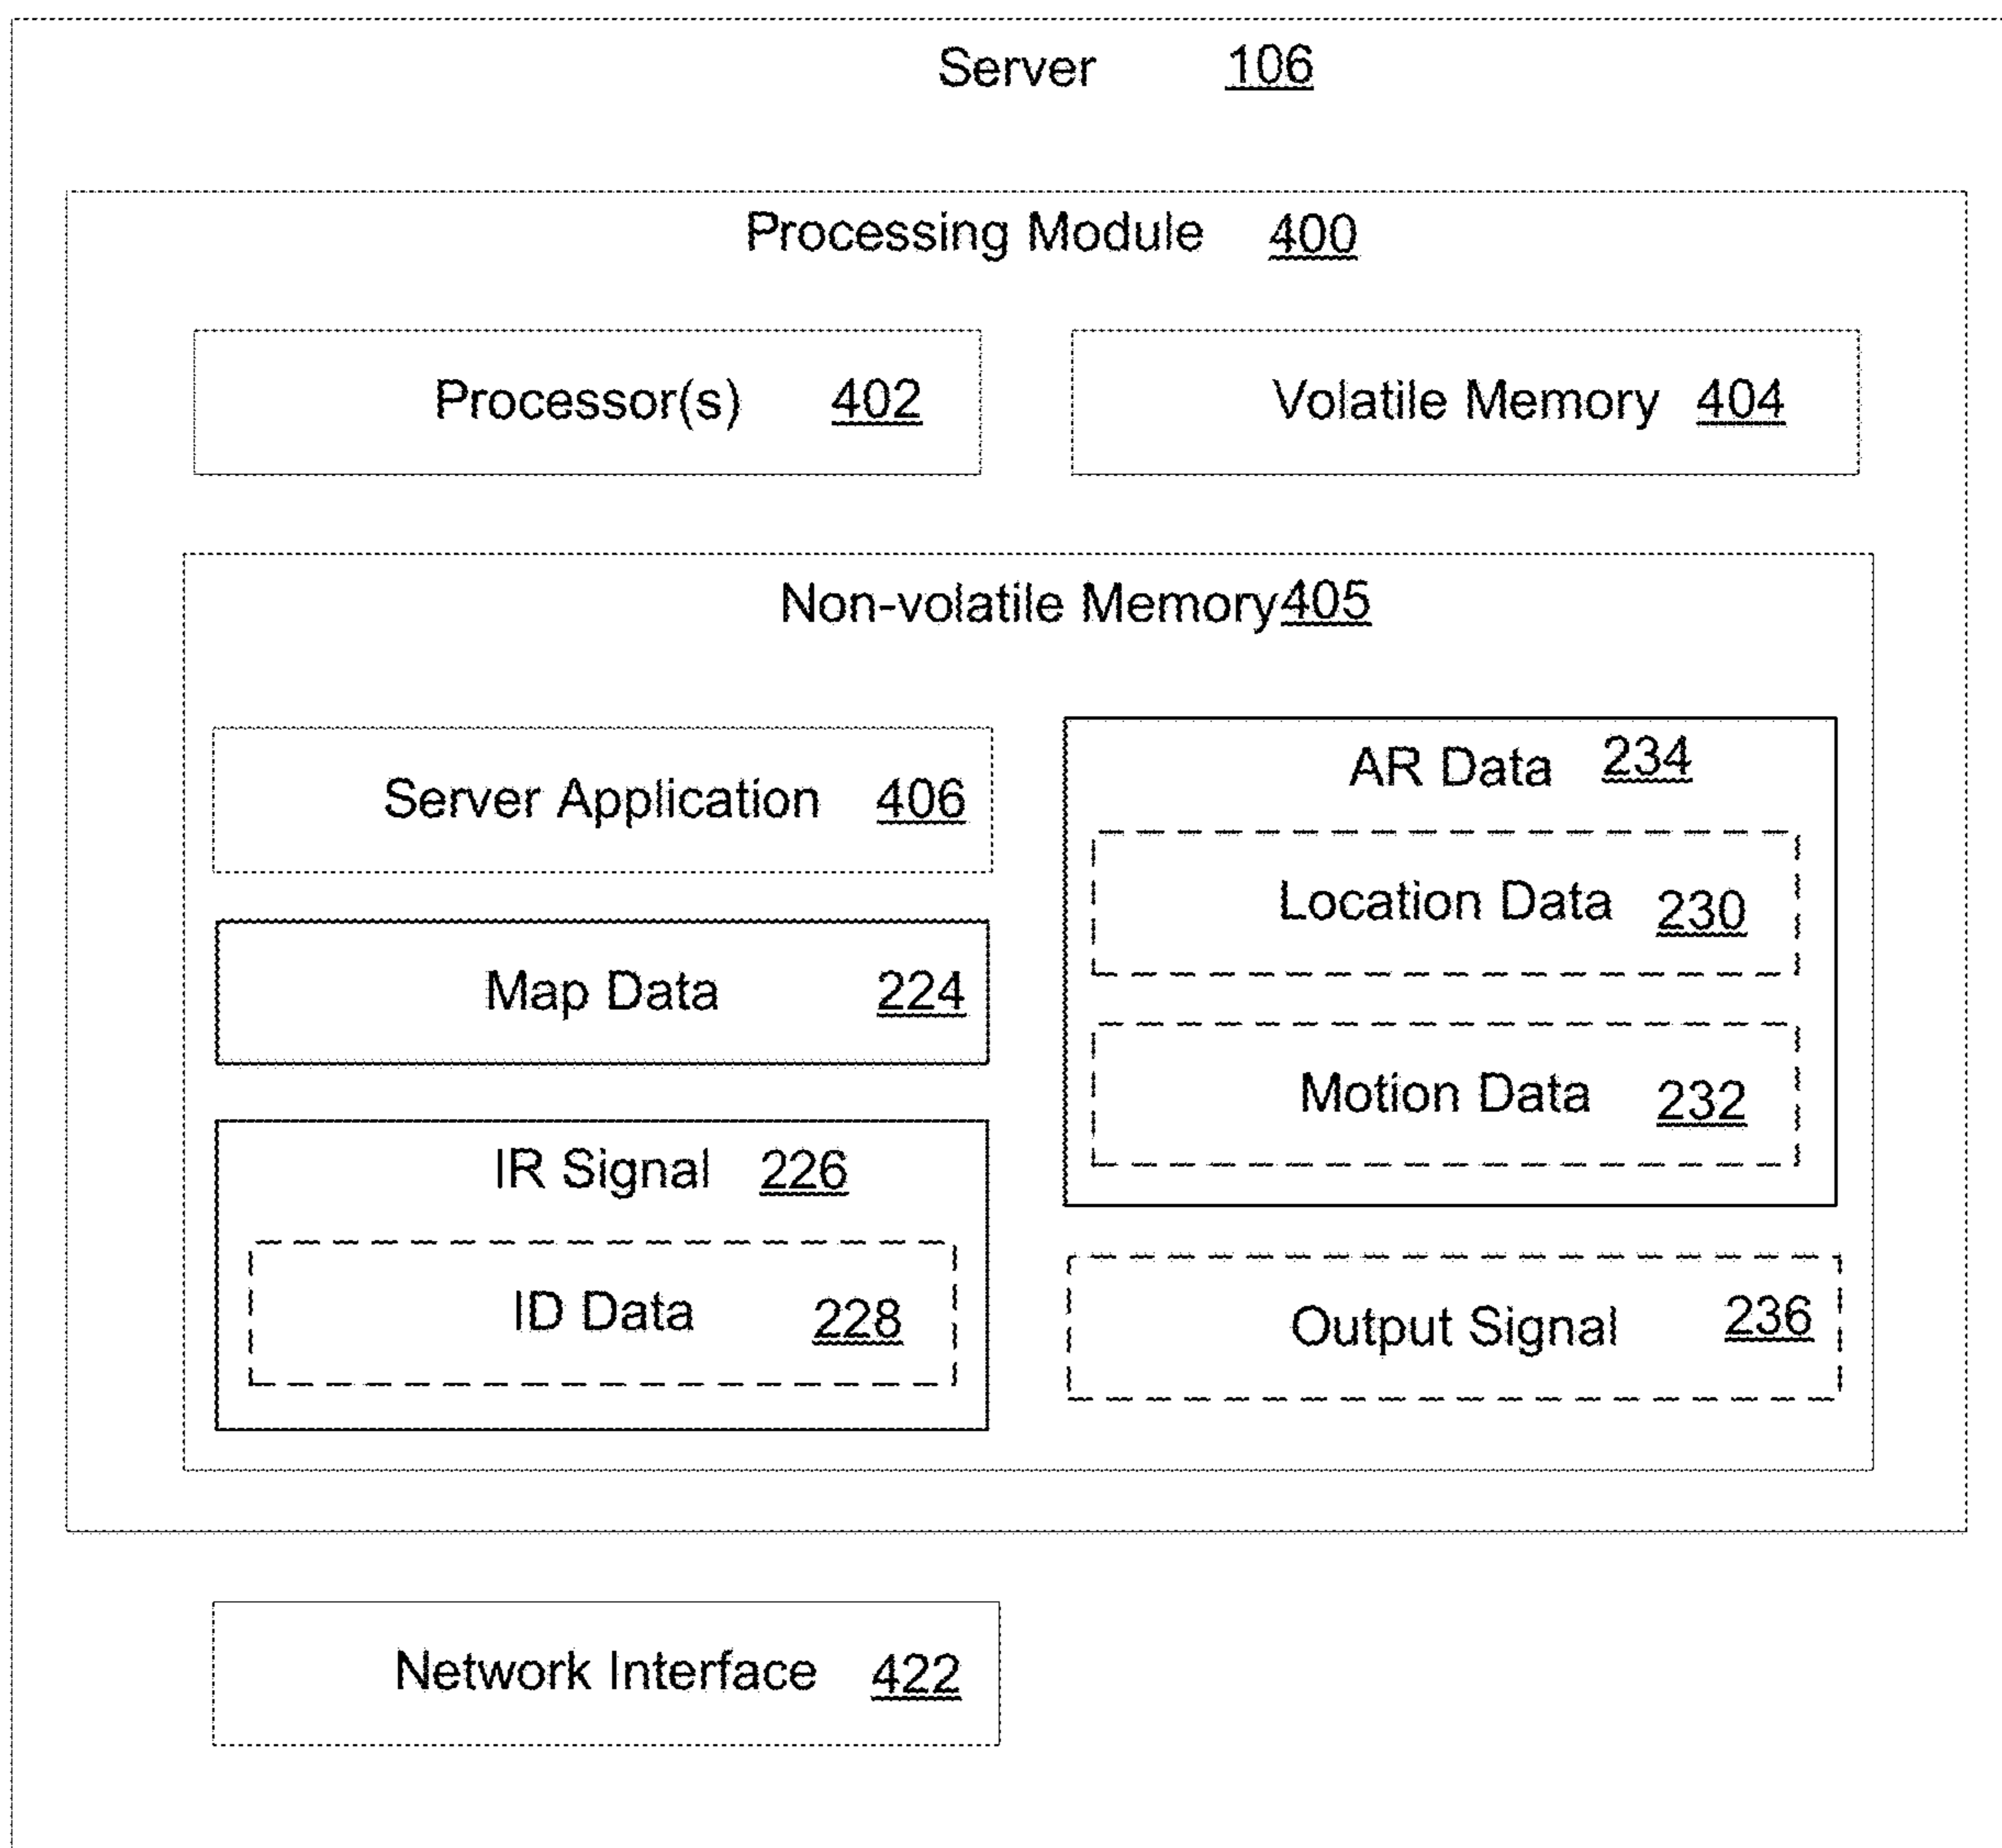 Server 106
Processing Module 400
Processor(s) 402
Volatile Memory 404
Non-volatile Memory405
Server Application 406
Map Data 224
IR Signal 226
ID Data 228
AR Data 234
Location Data 230
Motion Data 232
Output Signal 236
Network Interface 422